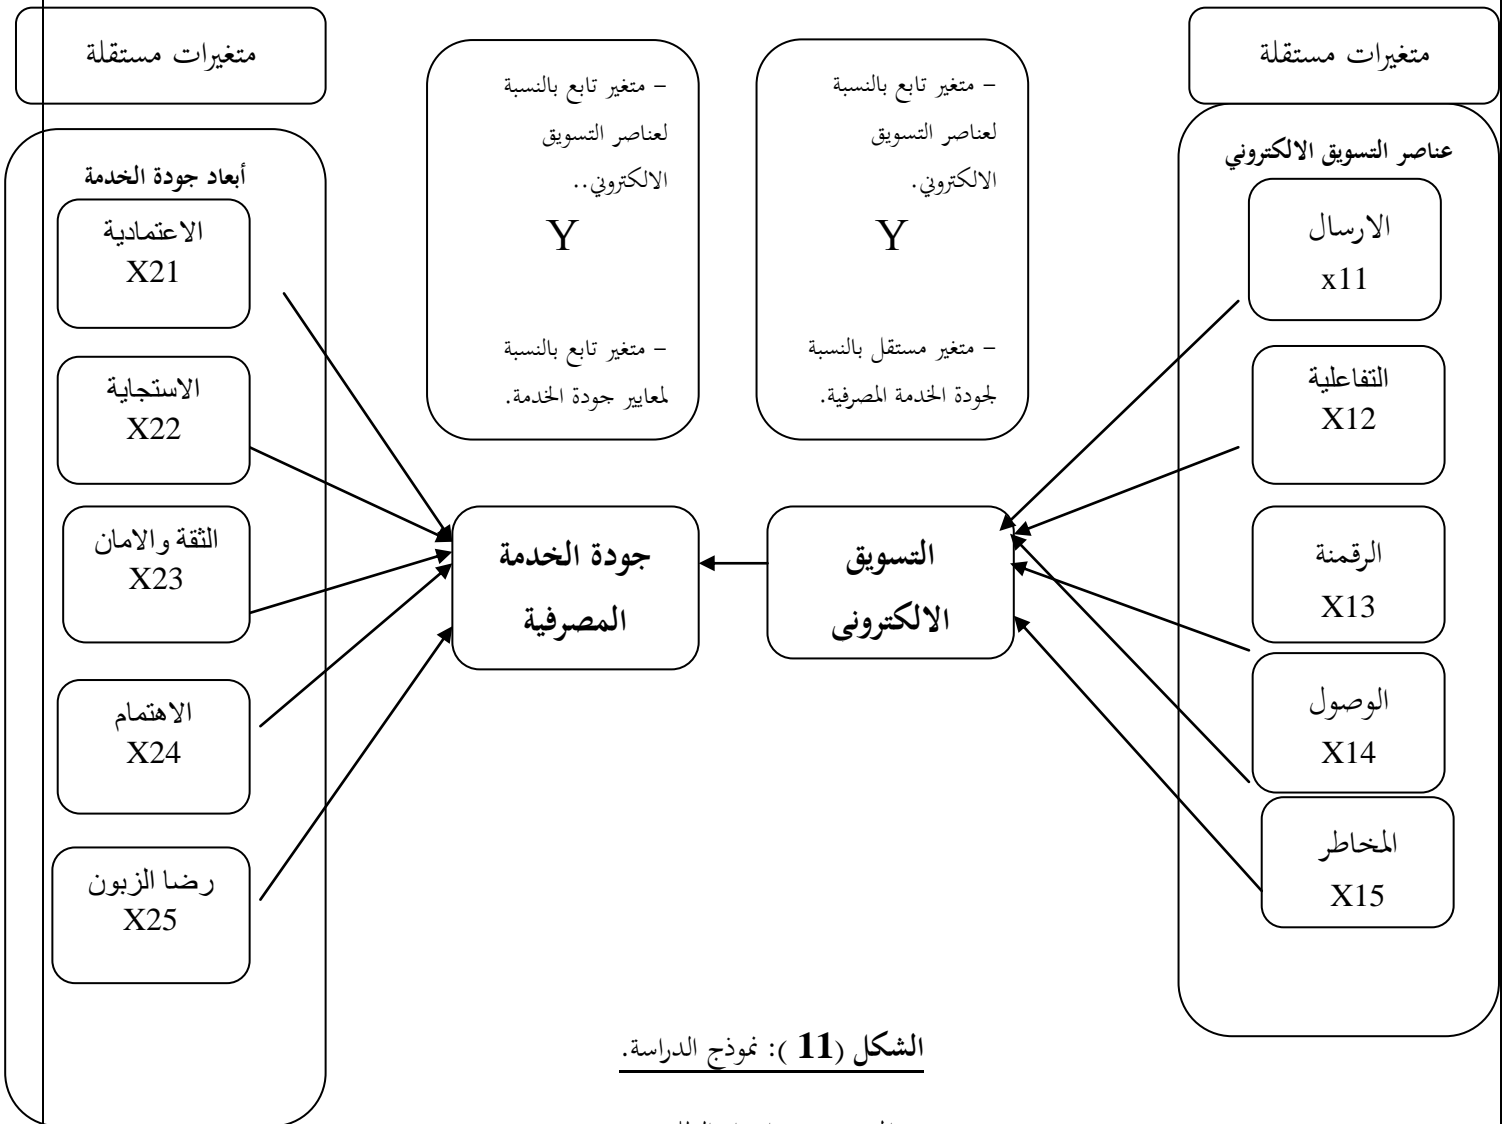 متغيرات مستقلة
عناصر التسويق الالكتروني
الارسال
x11
التفاعلية
X12
الرقمنة
X13
الوصول
X14
المخاطر
X15
– متغير تابع بالنسبة
لعناصر التسويق
الالكتروني.
Y
– متغير مستقل بالنسبة
لجودة الخدمة المصرفية.
التسويق
الالكترونى
– متغير تابع بالنسبة
لعناصر التسويق
الالكتروني..
Y
– متغير تابع بالنسبة
لمعايير جودة الخدمة.
جودة الخدمة
المصرفية
متغيرات مستقلة
أبعاد جودة الخدمة
الاعتمادية
X21
الاستجاية
X22
الثقة والامان
X23
الاهتمام
X24
رضا الزبون
X25
الشكل (11 ): نموذج الدراسة.